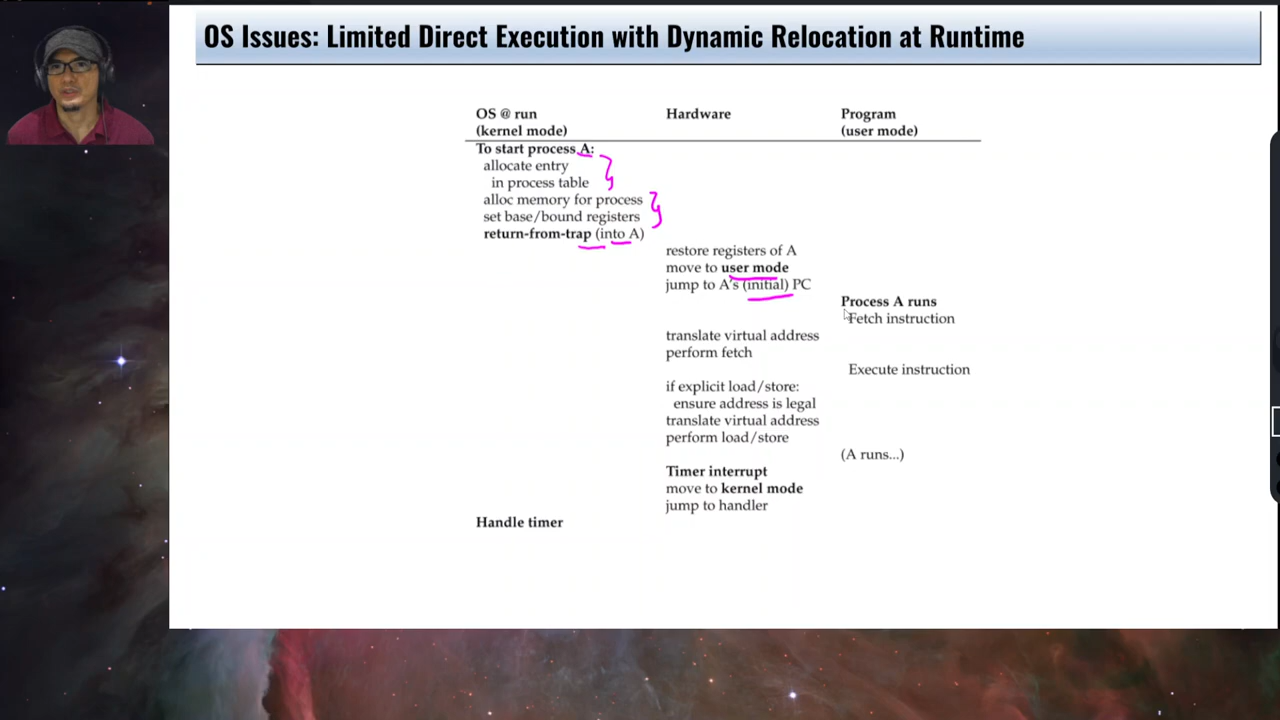 OS Issues: Limited Direct Execution with Dynamic Relocation at Runtime
OS @ run Hardware Program
(kernel mode) (user mode)
To start process A:
allocate entry
in process table
alloc memory for process
set base/bound registers
return-from-trap (into A)
restore registers of A
move to user mode
jump to A's (initial) PC
Process A runs
Fetch instruction
translate virtual address
perform fetch
Execute instruction
if explicit load/store:
ensure address is legal
translate virtual address
perform load/store
(A runs...)
Timer interrupt
move to kernel mode
jump to handler
Handle timer